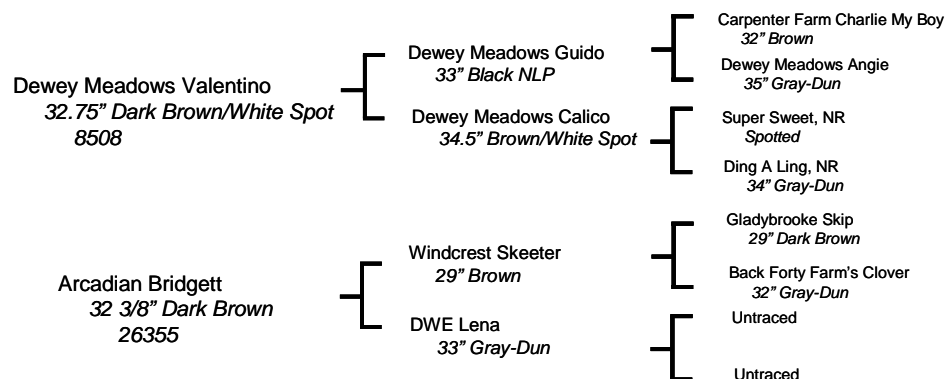 Dewey Meadows Valentino
32.75” Dark Brown/White Spot
8508
Dewey Meadows Guido
33” Black NLP
Carpenter Farm Charlie My Boy
32” Brown
Dewey Meadows Angie
35” Gray-Dun
Dewey Meadows Calico
34.5” Brown/White Spot
Super Sweet, NR
Spotted
Ding A Ling, NR
34” Gray-Dun
Arcadian Bridgett
32 3/8” Dark Brown
26355
Windcrest Skeeter
29” Brown
Gladybrooke Skip
29” Dark Brown
Back Forty Farm’s Clover
32” Gray-Dun
DWE Lena
33” Gray-Dun
Untraced
Untraced